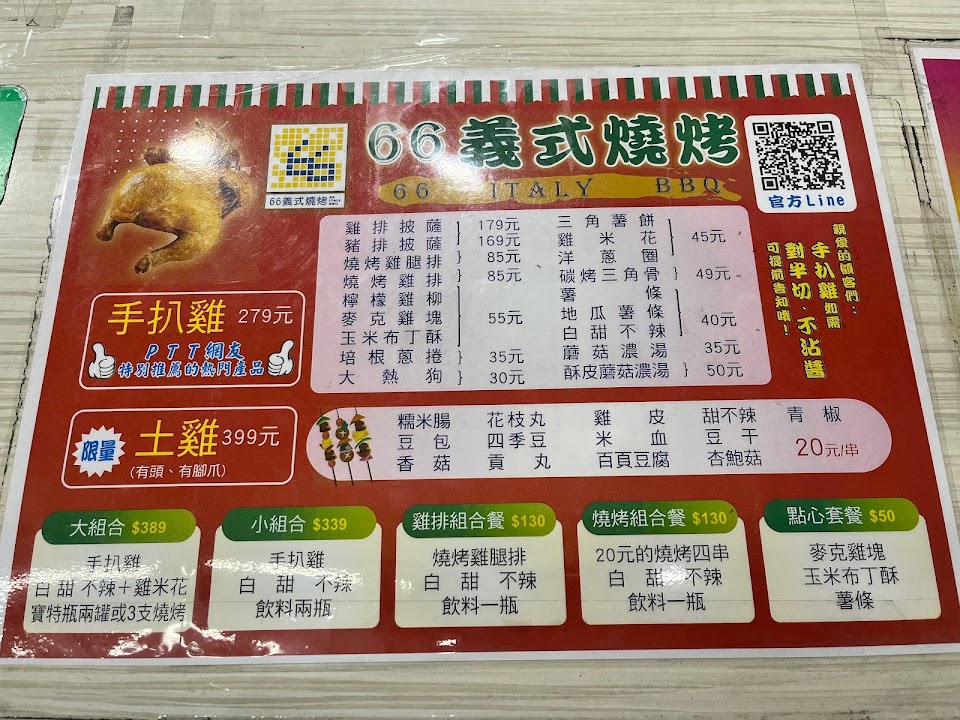 66義式燒烤
66 ITALY BBQ
66義式燒烤
官方Line
雞排披薩 179元
豬排披薩 169元
燒烤雞腿排 85元
燒烤雞排 85元
檸檬雞柳
麥克雞塊 55元
玉米布丁酥
培根蔥捲 35元
大熱狗 30元
三角薯餅
雞米花 45元
洋蔥圈
碳烤三角骨 49元
薯條
地瓜薯條 40元
白甜不辣
蘑菇濃湯 35元
酥皮蘑菇濃湯 50元
親愛的顧客們：
手扒雞如需
對半切、不沾醬
可提前告知唷！
手扒雞 279元
PTT網友
特別推薦的熱門產品
限量 土雞 399元
(有頭、有腳爪)
糯米腸 花枝丸 雞皮 甜不辣 青椒
豆包 四季豆 米血 豆干
香菇 貢丸 百頁豆腐 杏鮑菇
20元/串
大組合 $389
手扒雞
白甜不辣+雞米花
寶特瓶兩罐或3支燒烤
小組合 $339
手扒雞
白甜不辣
飲料兩瓶
雞排組合餐 $130
燒烤雞腿排
白甜不辣
飲料一瓶
燒烤組合餐 $130
20元的燒烤四串
白甜不辣
飲料一瓶
點心套餐 $50
麥克雞塊
玉米布丁酥
薯條